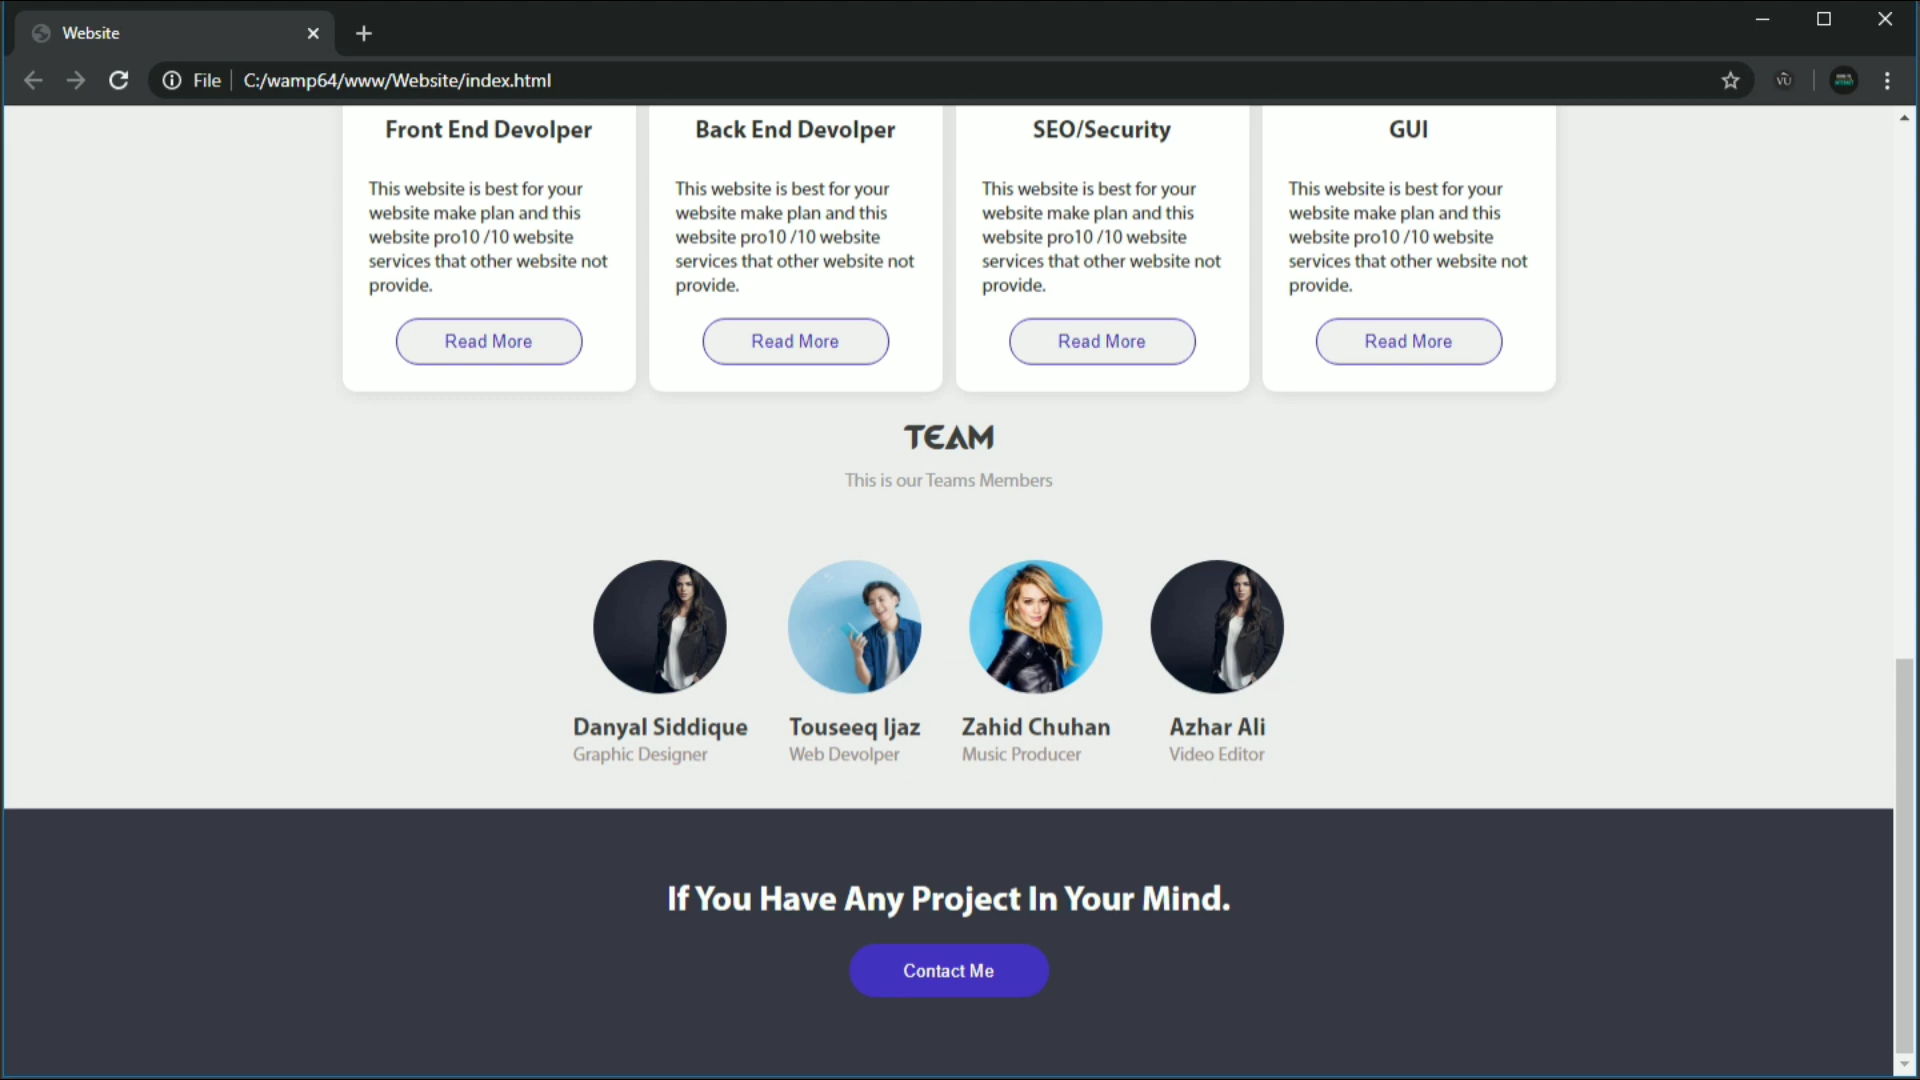 Website
File
C:/wamp64/www/Website/index.html
Front End Devolper
This website is best for your
website make plan and this
website pro10 /10 website
services that other website not
provide.
Read More
Back End Devolper
This website is best for your
website make plan and this
website pro10 /10 website
services that other website not
provide.
Read More
SEO/Security
This website is best for your
website make plan and this
website pro10 /10 website
services that other website not
provide.
Read More
GUI
This website is best for your
website make plan and this
website pro10 /10 website
services that other website not
provide.
Read More
TEAM
This is our Teams Members
Danyal Siddique
Graphic Designer
Touseeq Ijaz
Web Devolper
Zahid Chuhan
Music Producer
Azhar Ali
Video Editor
If You Have Any Project In Your Mind.
Contact Me